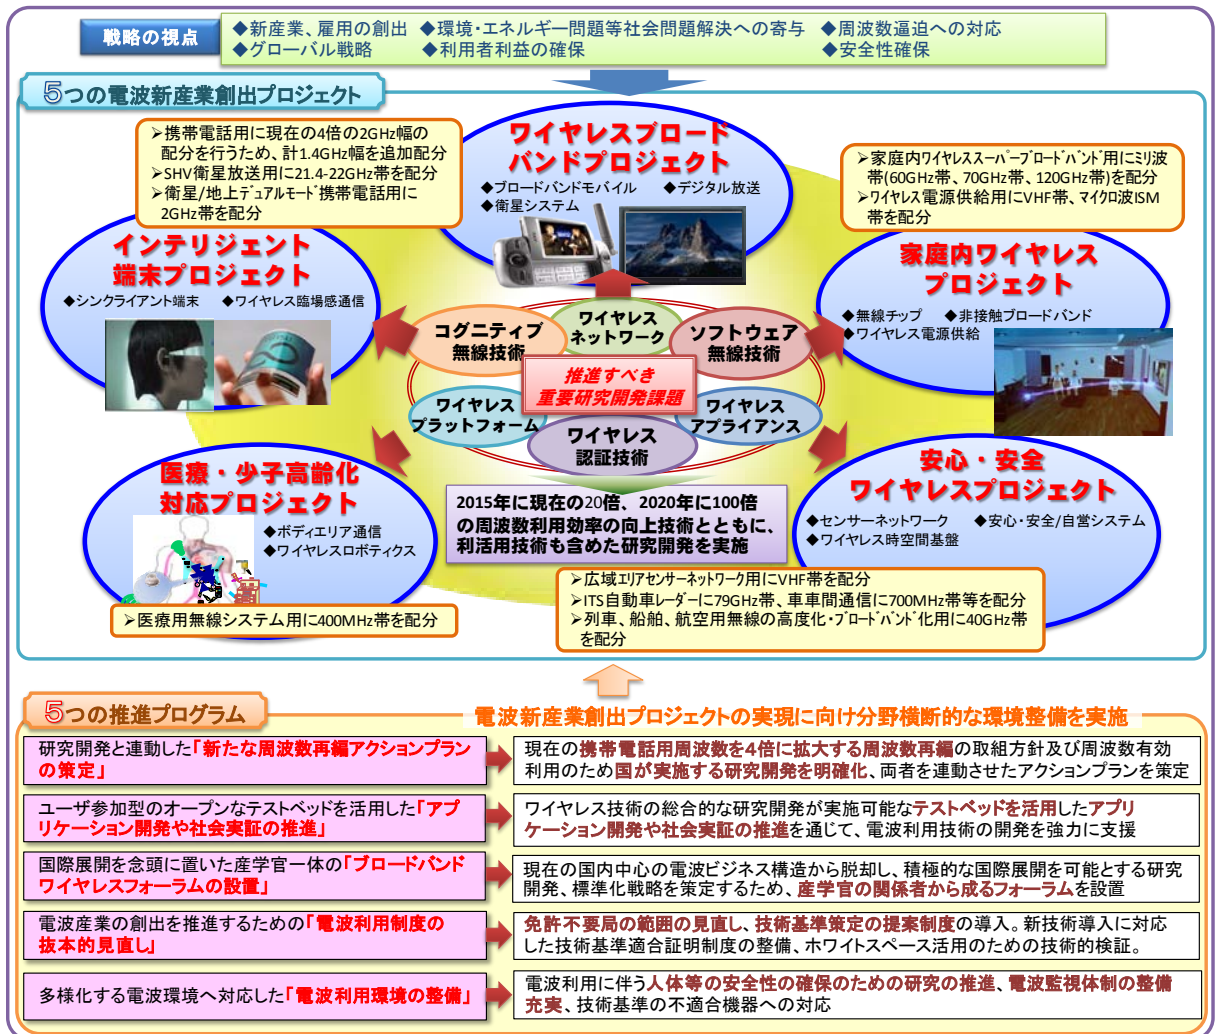 戦略の視点
◆新産業、雇用の創出 ◆環境・エネルギー問題等社会問題解決への寄与 ◆周波数逼迫への対応
◆グローバル戦略 ◆利用者利益の確保 ◆安全性確保
5つの電波新産業創出プロジェクト
➢携帯電話用に現在の4倍の2GHz幅の
配分を行うため、計1.4GHz幅を追加配分
➢SHV衛星放送用に21.4-22GHz帯を配分
➢衛星/地上デュアルモード携帯電話用に
2GHz帯を配分
ワイヤレスブロード
バンドプロジェクト
◆ブロードバンドモバイル ◆デジタル放送
◆衛星システム
➢家庭内ワイヤレススーパーブロードバンド用にミリ波
帯(60GHz帯、70GHz帯、120GHz帯)を配分
➢ワイヤレス電源供給用にVHF帯、マイクロ波ISM
帯を配分
インテリジェント
端末プロジェクト
◆シンクライアント端末 ◆ワイヤレス臨場感通信
家庭内ワイヤレス
プロジェクト
◆無線チップ ◆非接触ブロードバンド
◆ワイヤレス電源供給
コグニティブ
無線技術
ワイヤレス
ネットワーク
ソフトウェア
無線技術
推進すべき
重要研究開発課題
ワイヤレス
プラットフォーム
ワイヤレス
認証技術
ワイヤレス
アプライアンス
医療・少子高齢化
対応プロジェクト
◆ボディエリア通信
◆ワイヤレスロボティクス
➢医療用無線システム用に400MHz帯を配分
2015年に現在の20倍、2020年に100倍
の周波数利用効率の向上技術とともに、
利活用技術も含めた研究開発を実施
安心・安全
ワイヤレスプロジェクト
◆センサーネットワーク ◆安心・安全/自営システム
◆ワイヤレス時空間基盤
➢広域エリアセンサーネットワーク用にVHF帯を配分
➢ITS自動車レーダーに79GHz帯、車車間通信に700MHz帯等を配分
➢列車、船舶、航空用無線の高度化・ブロードバンド化用に40GHz帯
を配分
5つの推進プログラム
電波新産業創出プロジェクトの実現に向け分野横断的な環境整備を実施
研究開発と連動した「新たな周波数再編アクションプラン
の策定」
現在の携帯電話用周波数を4倍に拡大する周波数再編の取組方針及び周波数有効
利用のため国が実施する研究開発を明確化、両者を連動させたアクションプランを策定
ユーザ参加型のオープンなテストベッドを活用した「アプ
リケーション開発や社会実証の推進」
ワイヤレス技術の総合的な研究開発が実施可能なテストベッドを活用したアプリ
ケーション開発や社会実証の推進を通じて、電波利用技術の開発を強力に支援
国際展開を念頭に置いた産学官一体の「ブロードバンド
ワイヤレスフォーラムの設置」
現在の国内中心の電波ビジネス構造から脱却し、積極的な国際展開を可能とする研究
開発、標準化戦略を策定するため、産学官の関係者から成るフォーラムを設置
電波産業の創出を推進するための「電波利用制度の
抜本的見直し」
免許不要局の範囲の見直し、技術基準策定の提案制度の導入。新技術導入に対応
した技術基準適合証明制度の整備、ホワイトスペース活用のための技術的検証。
多様化する電波環境へ対応した「電波利用環境の整備」
電波利用に伴う人体等の安全性の確保のための研究の推進、電波監視体制の整備
充実、技術基準の不適合機器への対応